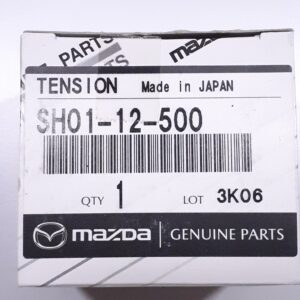 PARTS mazda
TENSION Made in JAPAN
SH01-12-500
QTY 1 LOT 3K06
mazda GENUINE PARTS